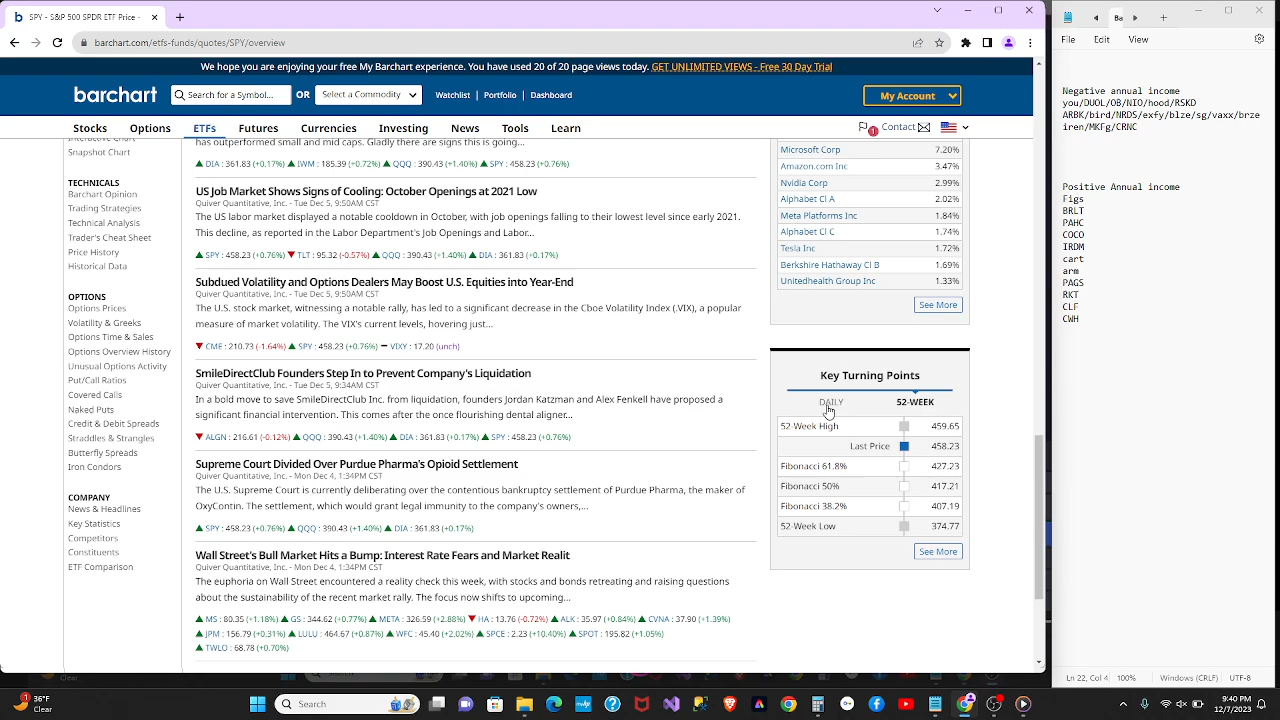 SPY - S&P 500 SPDR ETF Price -
barchart.com/etfs-funds/quotes/SPY/overview
We hope you are enjoying your free My Barchart experience. You have used 20 of 20 page views today. GET UNLIMITED VIEWS - Free 30 Day Trial
barchart
Search for a Symbol...
OR
Select a Commodity
Watchlist | Portfolio | Dashboard
My Account
Stocks Options ETFs Futures Currencies Investing News Tools Learn
Contact
Snapshot Chart
TECHNICALS
Barchart Opinion
Trading Strategies
Technical Analysis
Trader's Cheat Sheet
Price History
Historical Data
OPTIONS
Options Prices
Volatility & Greeks
Options Time & Sales
Options Overview History
Unusual Options Activity
Put/Call Ratios
Covered Calls
Naked Puts
Credit & Debit Spreads
Straddles & Strangles
Butterfly Spreads
Iron Condors
COMPANY
News & Headlines
Key Statistics
Competitors
Constituents
ETF Comparison
has outperformed small and mid caps. Gladly there are signs this is going...
DIA : 361.83 (+0.17%) IWM : 185.39 (+0.72%) QQQ : 390.43 (+1.40%) SPY : 458.23 (+0.76%)
US Job Market Shows Signs of Cooling: October Openings at 2021 Low
Quiver Quantitative, Inc. - Tue Dec 5, 9:50AM CST
The US labor market displayed a notable cooldown in October, with job openings falling to their lowest level since early 2021.
This decline, as reported in the Labor Department's Job Openings and Labor...
SPY : 458.23 (+0.76%) TLT : 95.32 (-0.57%) QQQ : 390.43 (+1.40%) DIA : 361.83 (+0.17%)
Subdued Volatility and Options Dealers May Boost U.S. Equities into Year-End
Quiver Quantitative, Inc. - Tue Dec 5, 9:50AM CST
The U.S. stock market, witnessing a notable rally, has led to a significant decrease in the Cboe Volatility Index (.VIX), a popular
measure of market volatility. The VIX's current levels, hovering just...
CME : 210.73 (-1.64%) SPY : 458.23 (+0.76%) VIXY : 17.20 (unch)
SmileDirectClub Founders Step In to Prevent Company's Liquidation
Quiver Quantitative, Inc. - Tue Dec 5, 9:34AM CST
In a bold move to save SmileDirectClub Inc. from liquidation, founders Jordan Katzman and Alex Fenkell have proposed a
significant financial intervention. This comes after the once flourishing dental aligner...
ALGN : 216.61 (-0.12%) QQQ : 390.43 (+1.40%) DIA : 361.83 (+0.17%) SPY : 458.23 (+0.76%)
Supreme Court Divided Over Purdue Pharma's Opioid Settlement
Quiver Quantitative, Inc. - Mon Dec 4, 1:34PM CST
The U.S. Supreme Court is currently deliberating over the contentious bankruptcy settlement of Purdue Pharma, the maker of
OxyContin. The settlement, which would grant legal immunity to the company's owners,...
SPY : 458.23 (+0.76%) QQQ : 390.43 (+1.40%) DIA : 361.83 (+0.17%)
Wall Street's Bull Market Hits a Bump: Interest Rate Fears and Market Realit
Quiver Quantitative, Inc. - Mon Dec 4, 1:34PM CST
The euphoria on Wall Street encountered a reality check this week, with stocks and bonds retreating and raising questions
about the sustainability of the recent market rally. The focus now shifts to upcoming...
MS : 80.35 (+1.18%) GS : 344.62 (+0.77%) META : 326.59 (+2.88%) HA : 13.76 (-0.72%) ALK : 35.97 (+0.84%) CVNA : 37.90 (+1.39%)
JPM : 156.79 (+0.31%) LULU : 464.67 (+0.87%) WFC : 45.40 (+2.02%) SPCE : 2.23 (+10.40%) SPOT : 195.82 (+1.05%)
TWLO : 68.78 (+0.70%)
Microsoft Corp 7.20%
Amazon.com Inc 3.47%
Nvidia Corp 2.99%
Alphabet Cl A 2.02%
Meta Platforms Inc 1.84%
Alphabet Cl C 1.74%
Tesla Inc 1.72%
Berkshire Hathaway Cl B 1.69%
Unitedhealth Group Inc 1.33%
See More
Key Turning Points
DAILY 52-WEEK
52-Week High 459.65
Last Price 458.23
Fibonacci 61.8% 427.23
Fibonacci 50% 417.21
Fibonacci 38.2% 407.19
52-Week Low 374.77
See More
Ba
File Edit View
Negative annual income
you/DUOL/OB/NIO/hood/RSKD
ARBK/bird/NRDS/exfy/blze/sg/vaxx/brze
iren/MKFg/CRNC
Positive Annual income
Figs
BRLT
PAHC
COCO
IRDM
cart
arm
PAGS
RKT
CLF
CWH
Ln 22, Col 4 100% Windows (CRLF) UTF-8
1
36°F
Clear
Search
9:40 PM
12/7/2023